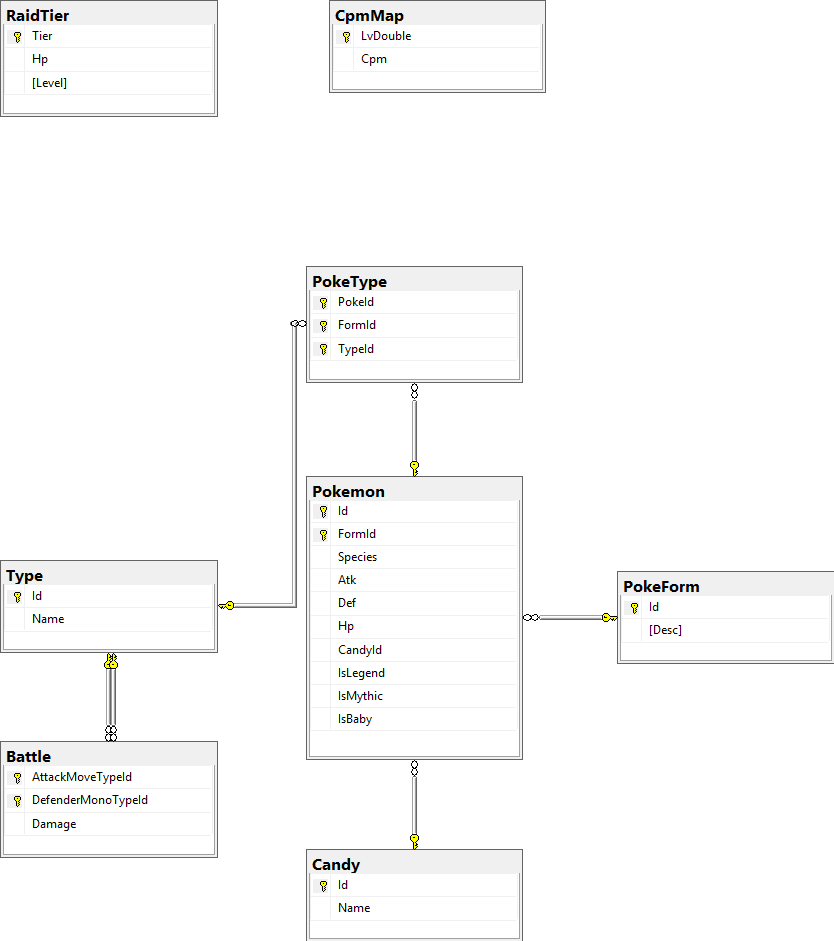 RaidTier
Tier
Hp
[Level]
CpmMap
LvDouble
Cpm
PokeType
PokeId
FormId
TypeId
Pokemon
Id
FormId
Species
Atk
Def
Hp
CandyId
IsLegend
IsMythic
IsBaby
Type
Id
Name
PokeForm
Id
[Desc]
Battle
AttackMoveTypeId
DefenderMonoTypeId
Damage
Candy
Id
Name